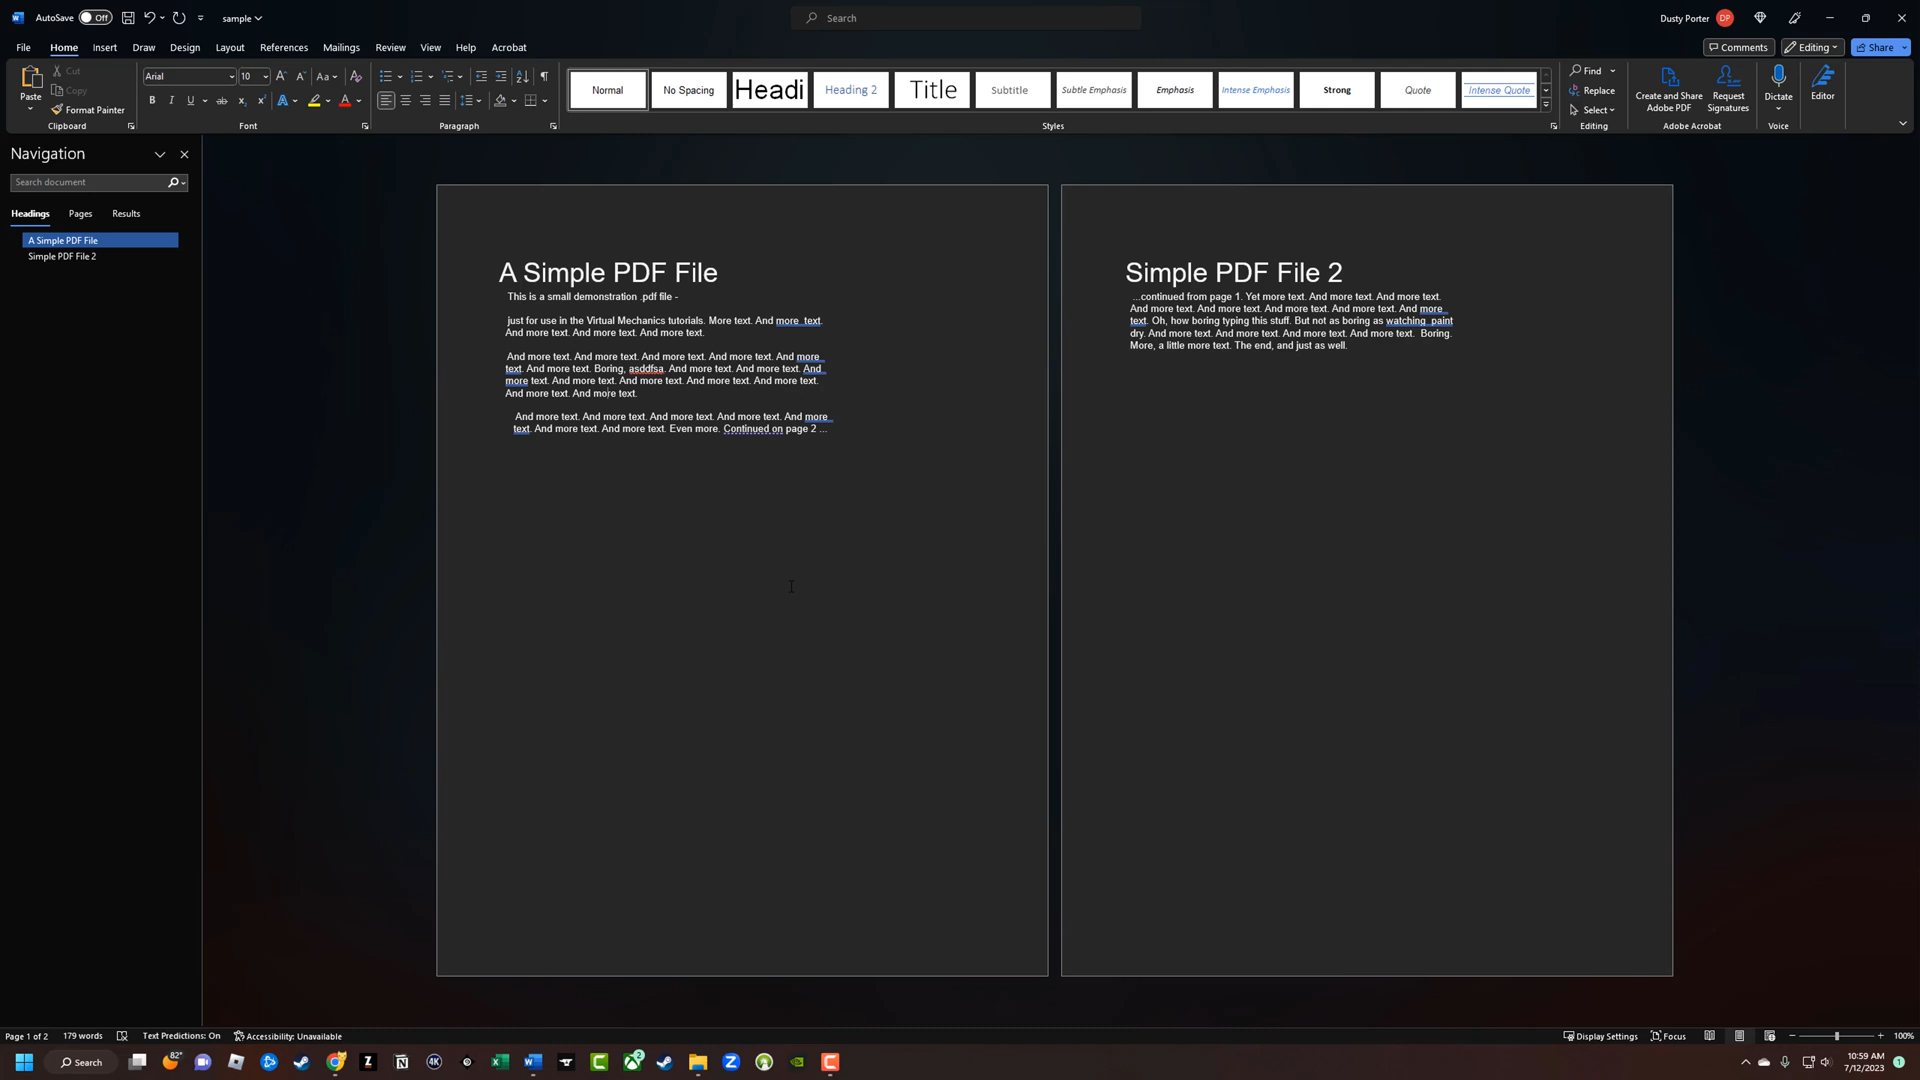 AutoSave Off sample Search Dusty Porter DP
File Home Insert Draw Design Layout References Mailings Review View Help Acrobat Comments Editing Share
Paste Cut Copy Format Painter
Arial 10
Normal No Spacing Headi Heading 2 Title Subtitle Subtle Emphasis Emphasis Intense Emphasis Strong Quote Intense Quote
Find Replace Select
Create and Share Adobe PDF
Request Signatures
Dictate Editor
Clipboard Font Paragraph Styles Editing Adobe Acrobat Voice
Navigation
Search document
Headings Pages Results
A Simple PDF File
Simple PDF File 2
A Simple PDF File
This is a small demonstration .pdf file -
just for use in the Virtual Mechanics tutorials. More text. And more text.
And more text. And more text. And more text.
And more text. And more text. And more text. And more text. And more
text. And more text. Boring, asddfsa. And more text. And more text. And
more text. And more text. And more text. And more text. And more text.
And more text. And more text.
And more text. And more text. And more text. And more text. And more
text. And more text. And more text. Even more. Continued on page 2 ...
Simple PDF File 2
...continued from page 1. Yet more text. And more text. And more text.
And more text. And more text. And more text. And more text. And more
text. Oh, how boring typing this stuff. But not as boring as watching paint
dry. And more text. And more text. And more text. And more text. Boring.
More, a little more text. The end, and just as well.
Page 1 of 2 179 words Text Predictions: On Accessibility: Unavailable Display Settings Focus 100%
Search 82° 4K 2 10:59 AM
7/12/2023 1